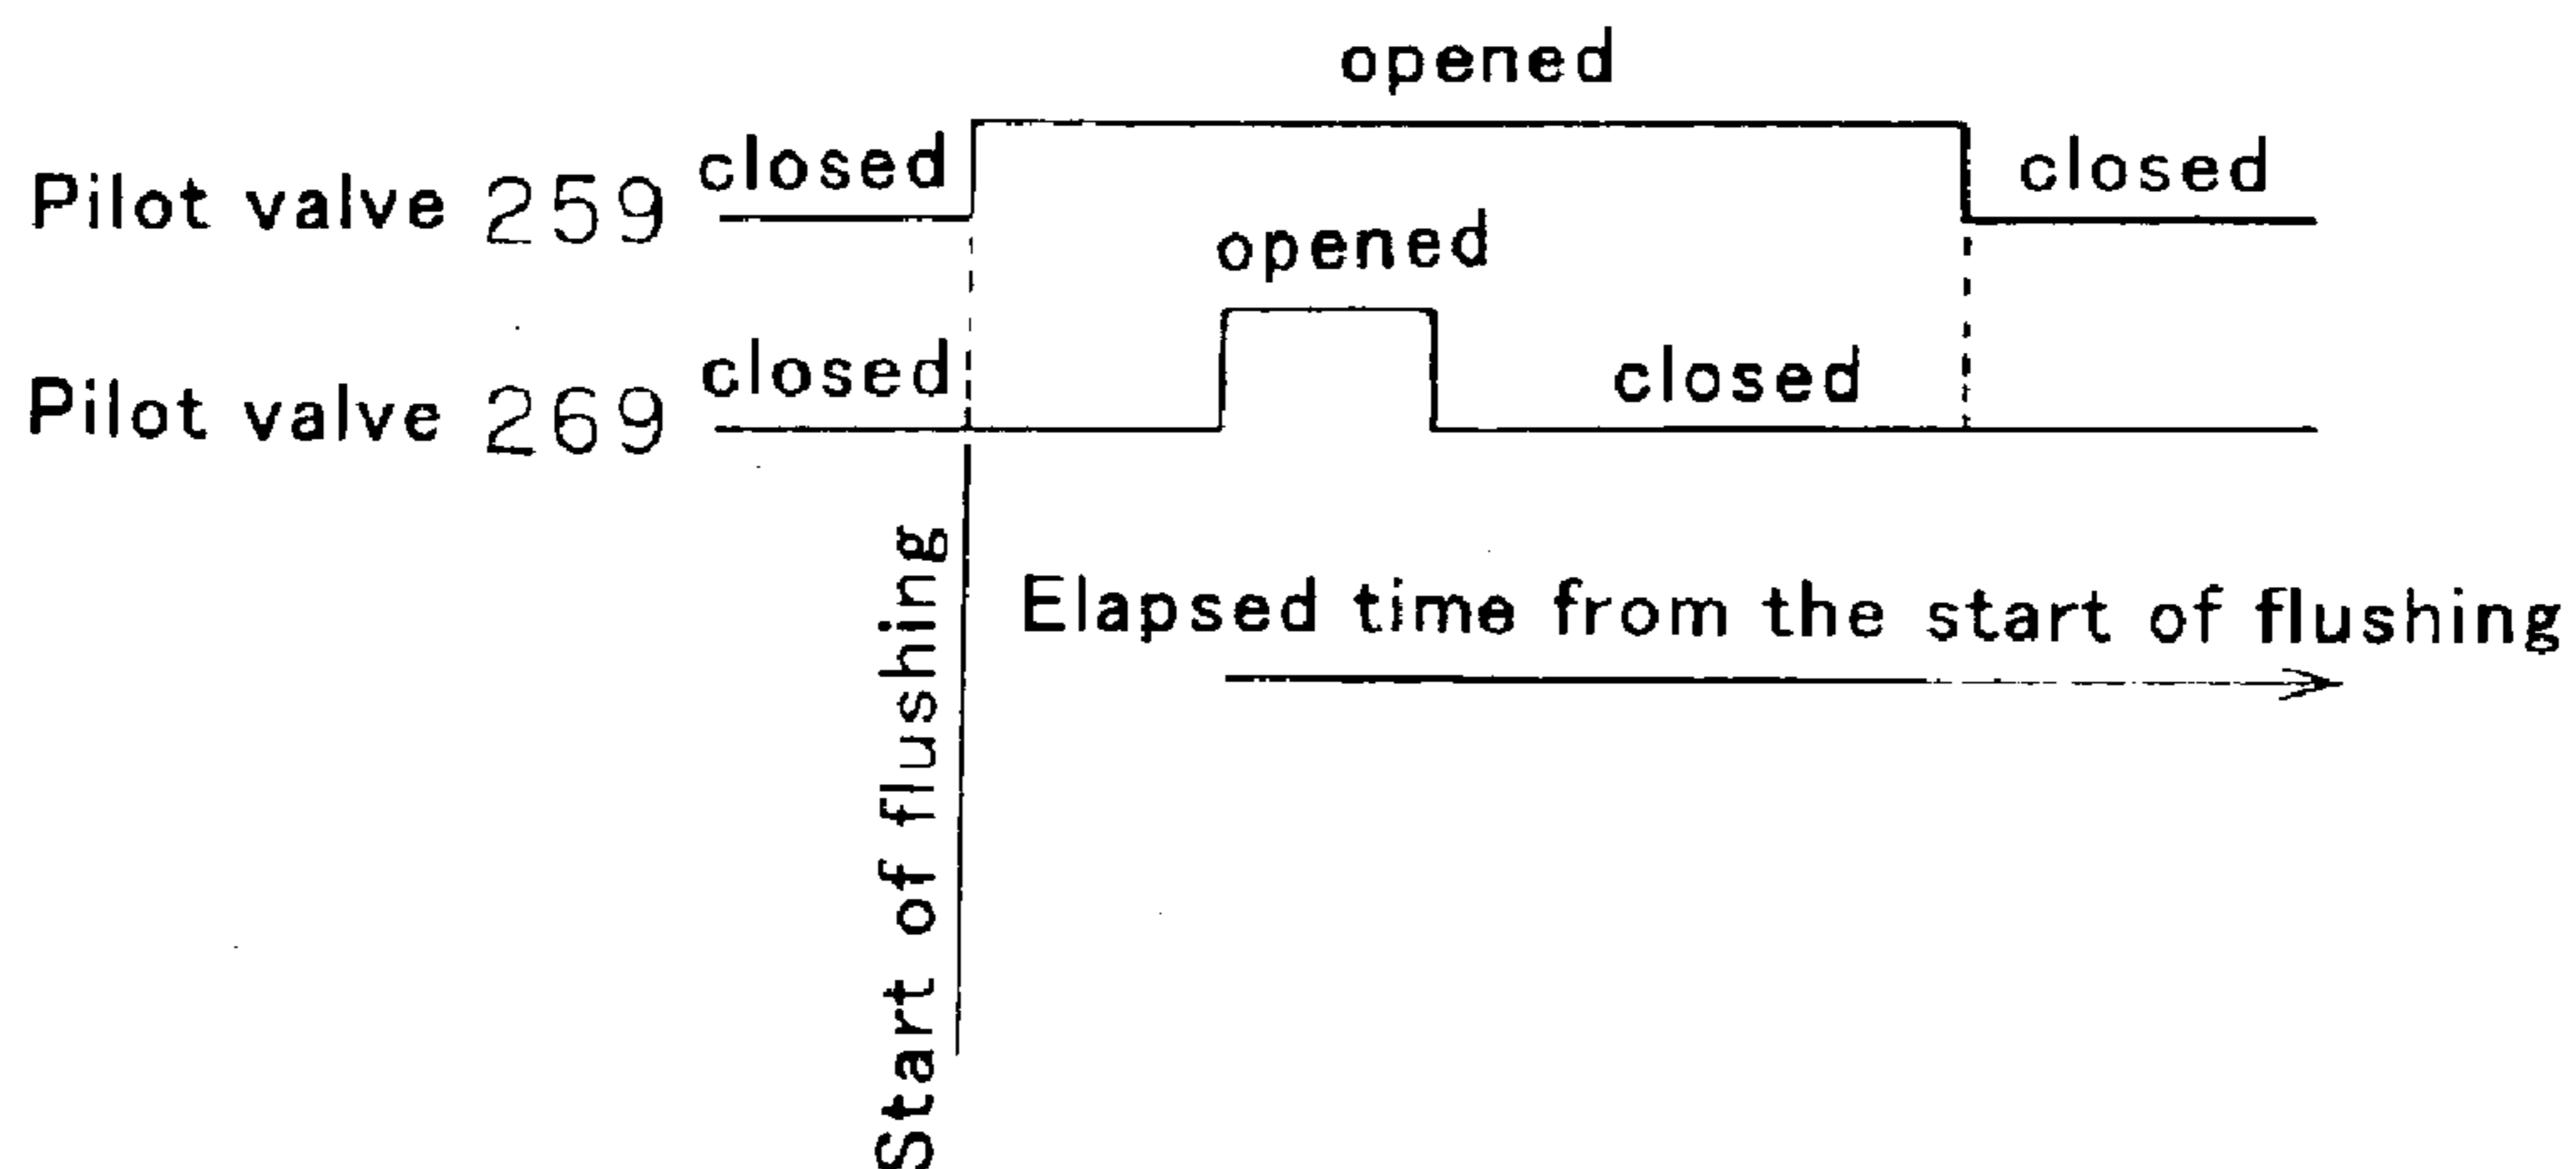 opened
Pilot valve 259 closed closed
opened
Pilot valve 269 closed closed
Start of flushing
Elapsed time from the start of flushing